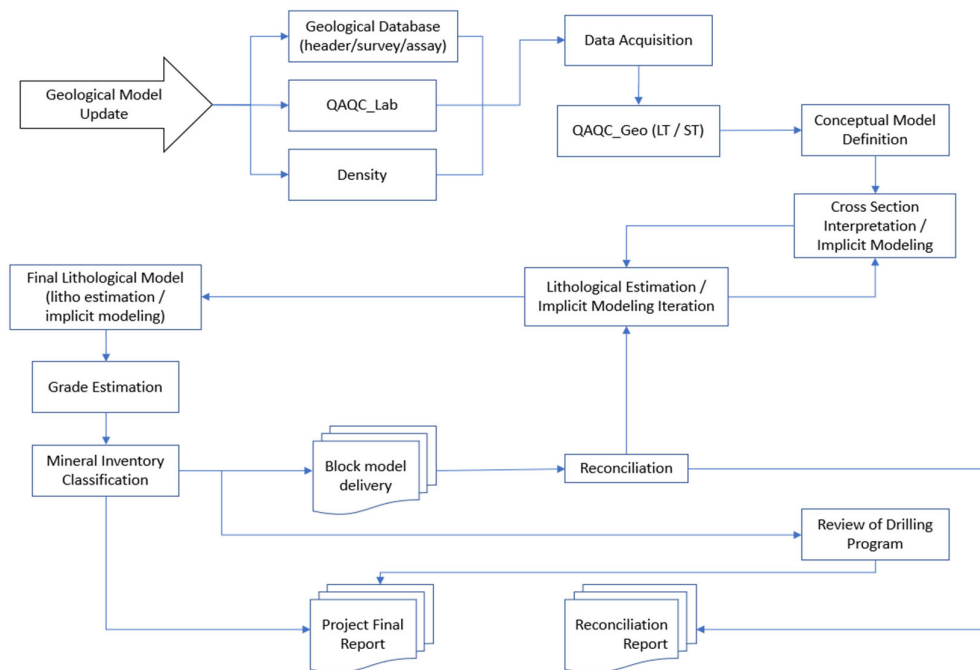 Geological Database
(header/survey/assay)
Data Acquisition
Geological Model
Update
QAQC_Lab
QAQC_Geo (LT / ST)
Conceptual Model
Definition
Density
Cross Section
Interpretation /
Implicit Modeling
Final Lithological Model
(litho estimation /
implicit modeling)
Lithological Estimation /
Implicit Modeling Iteration
Grade Estimation
Mineral Inventory
Classification
Block model
delivery
Reconciliation
Review of Drilling
Program
Project Final
Report
Reconciliation
Report